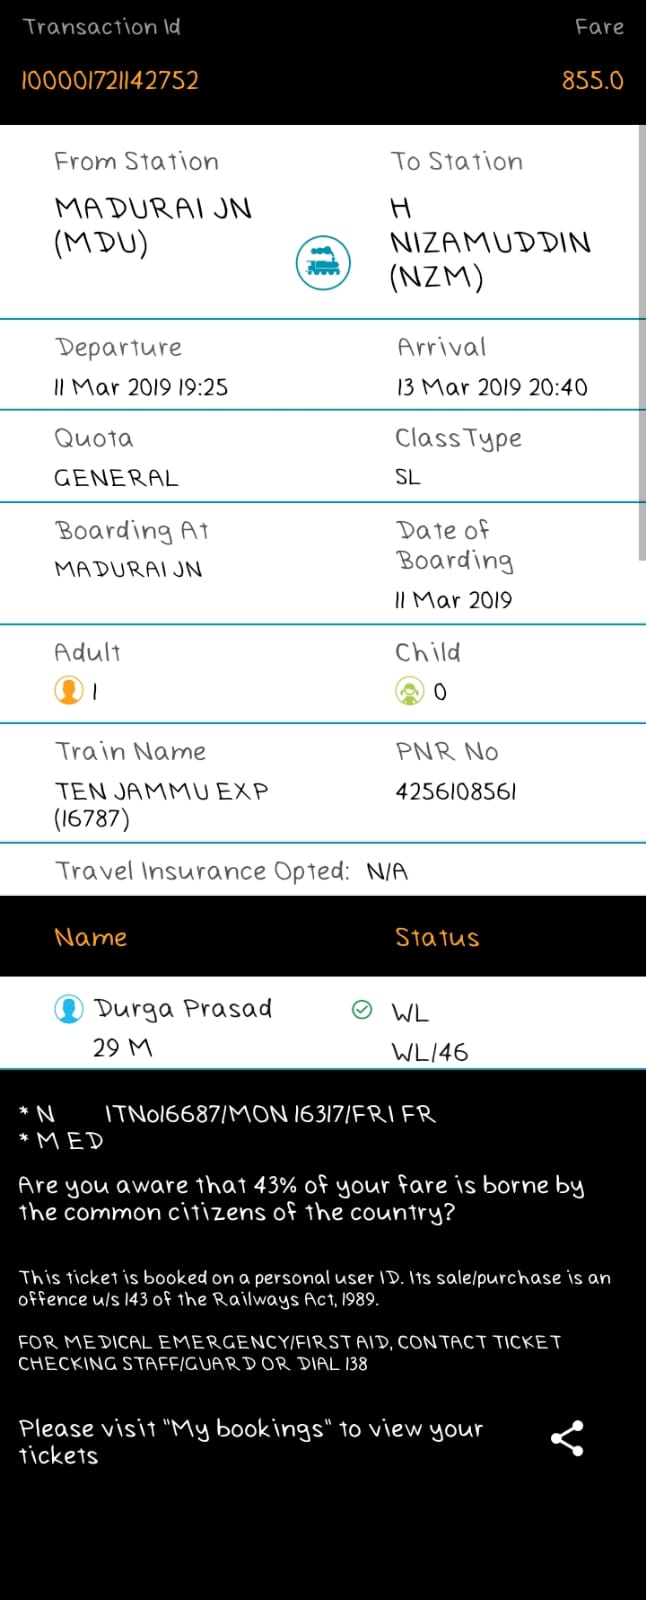 Transaction Id Fare
100001721142752 855.0
From Station To Station
MADURAI JN H
(MDU) NIZAMUDDIN
(NZM)
Departure Arrival
11 Mar 2019 19:25 13 Mar 2019 20:40
Quota Class Type
GENERAL SL
Boarding At Date of
Boarding
MADURAI JN
11 Mar 2019
Adult Child
1 0
Train Name PNR No
TEN JAMMU EXP 4256108561
(16787)
Travel Insurance Opted: N/A
Name Status
Durga Prasad WL
29 M WL/46
* N ITNo16687/MON 16317/FRI FR
* M ED
Are you aware that 43% of your fare is borne by
the common citizens of the country?
This ticket is booked on a personal user ID. Its sale/purchase is an
offence u/s 143 of the Railways Act, 1989.
FOR MEDICAL EMERGENCY/FIRST AID, CONTACT TICKET
CHECKING STAFF/GUARD OR DIAL 138
Please visit "My bookings" to view your
tickets